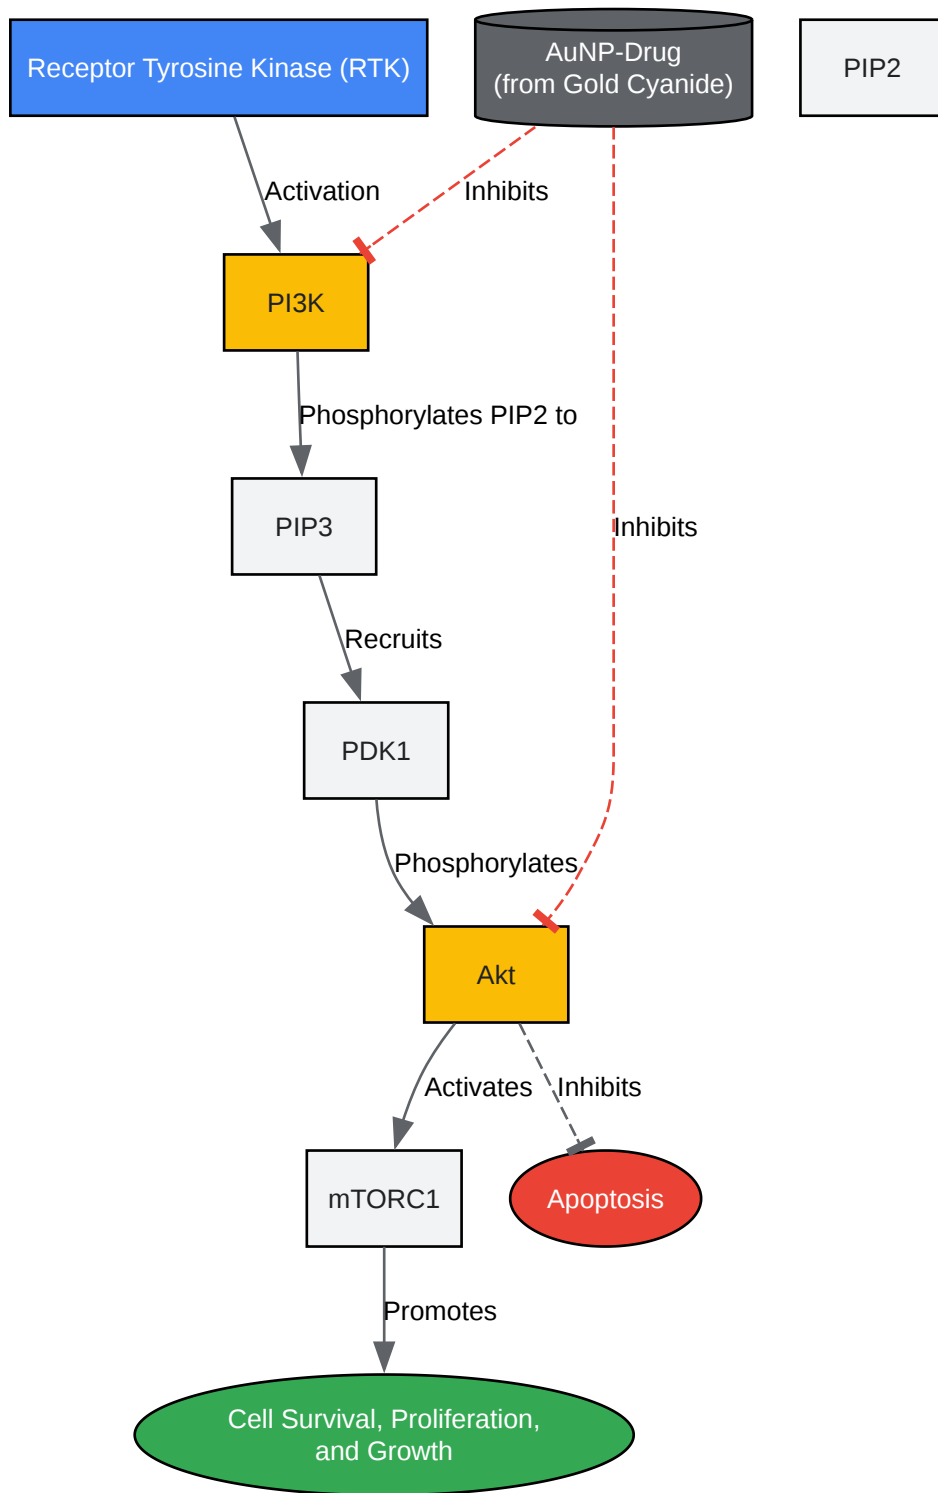 Receptor Tyrosine Kinase (RTK)
AuNP-Drug
(from Gold Cyanide)
PIP2
Activation
Inhibits
PI3K
Phosphorylates PIP2 to
PIP3
Inhibits
Recruits
PDK1
Phosphorylates
Akt
Activates
Inhibits
mTORC1
Apoptosis
Promotes
Cell Survival, Proliferation,
and Growth